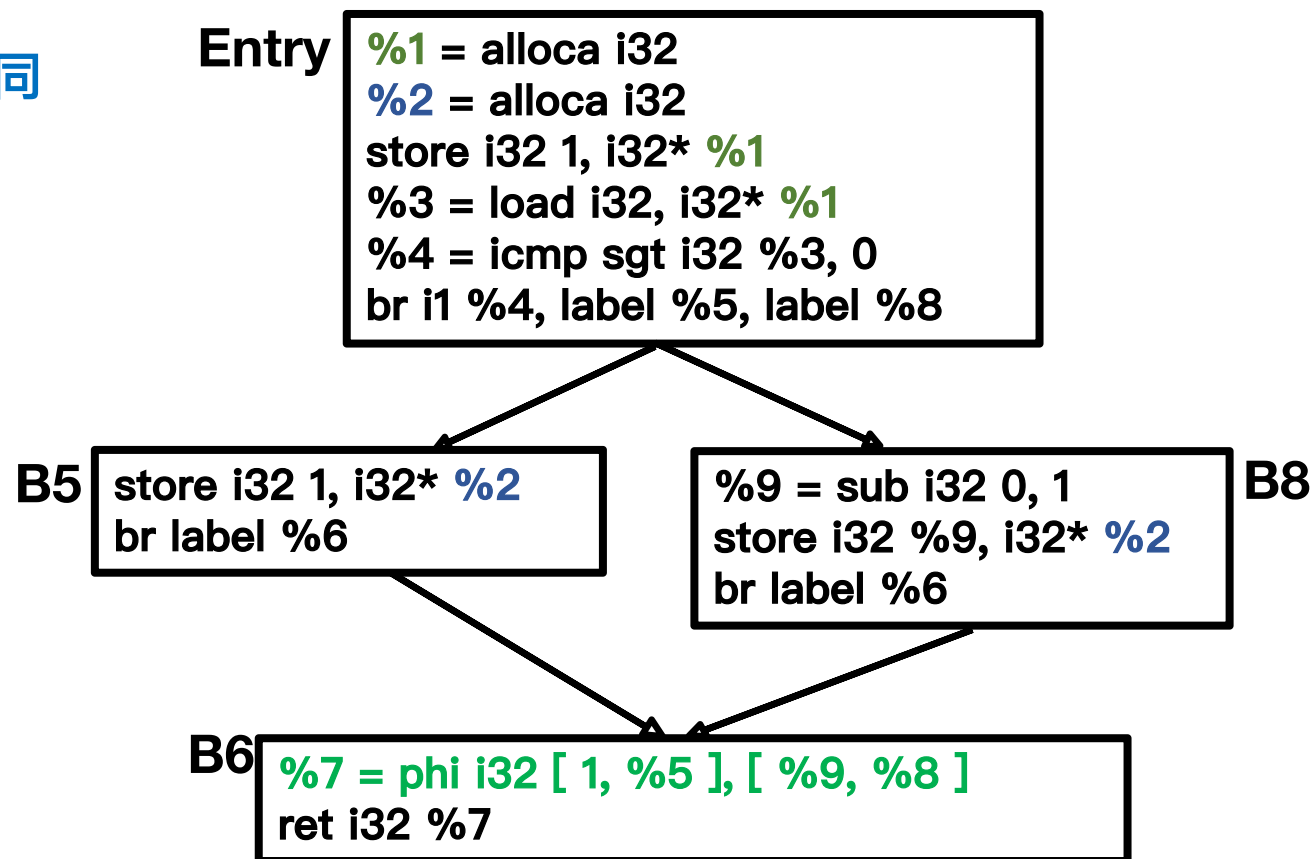 同
Entry
%1 = alloca i32
%2 = alloca i32
store i32 1, i32* %1
%3 = load i32, i32* %1
%4 = icmp sgt i32 %3, 0
br i1 %4, label %5, label %8
B5
store i32 1, i32* %2
br label %6
B8
%9 = sub i32 0, 1
store i32 %9, i32* %2
br label %6
B6
%7 = phi i32 [ 1, %5 ], [ %9, %8 ]
ret i32 %7